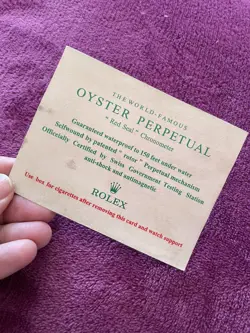 THE WORLD-FAMOUS
OYSTER PERPETUAL
"Red Seal" Chronometer
Guaranteed waterproof to 150 feet under water
Selfwound by patented "rotor" Perpetual mechanism
Officially Certified by Swiss Government Testing Station
anti-shock and antimagnetic
ROLEX
Use box for cigarettes after removing this card and watch support